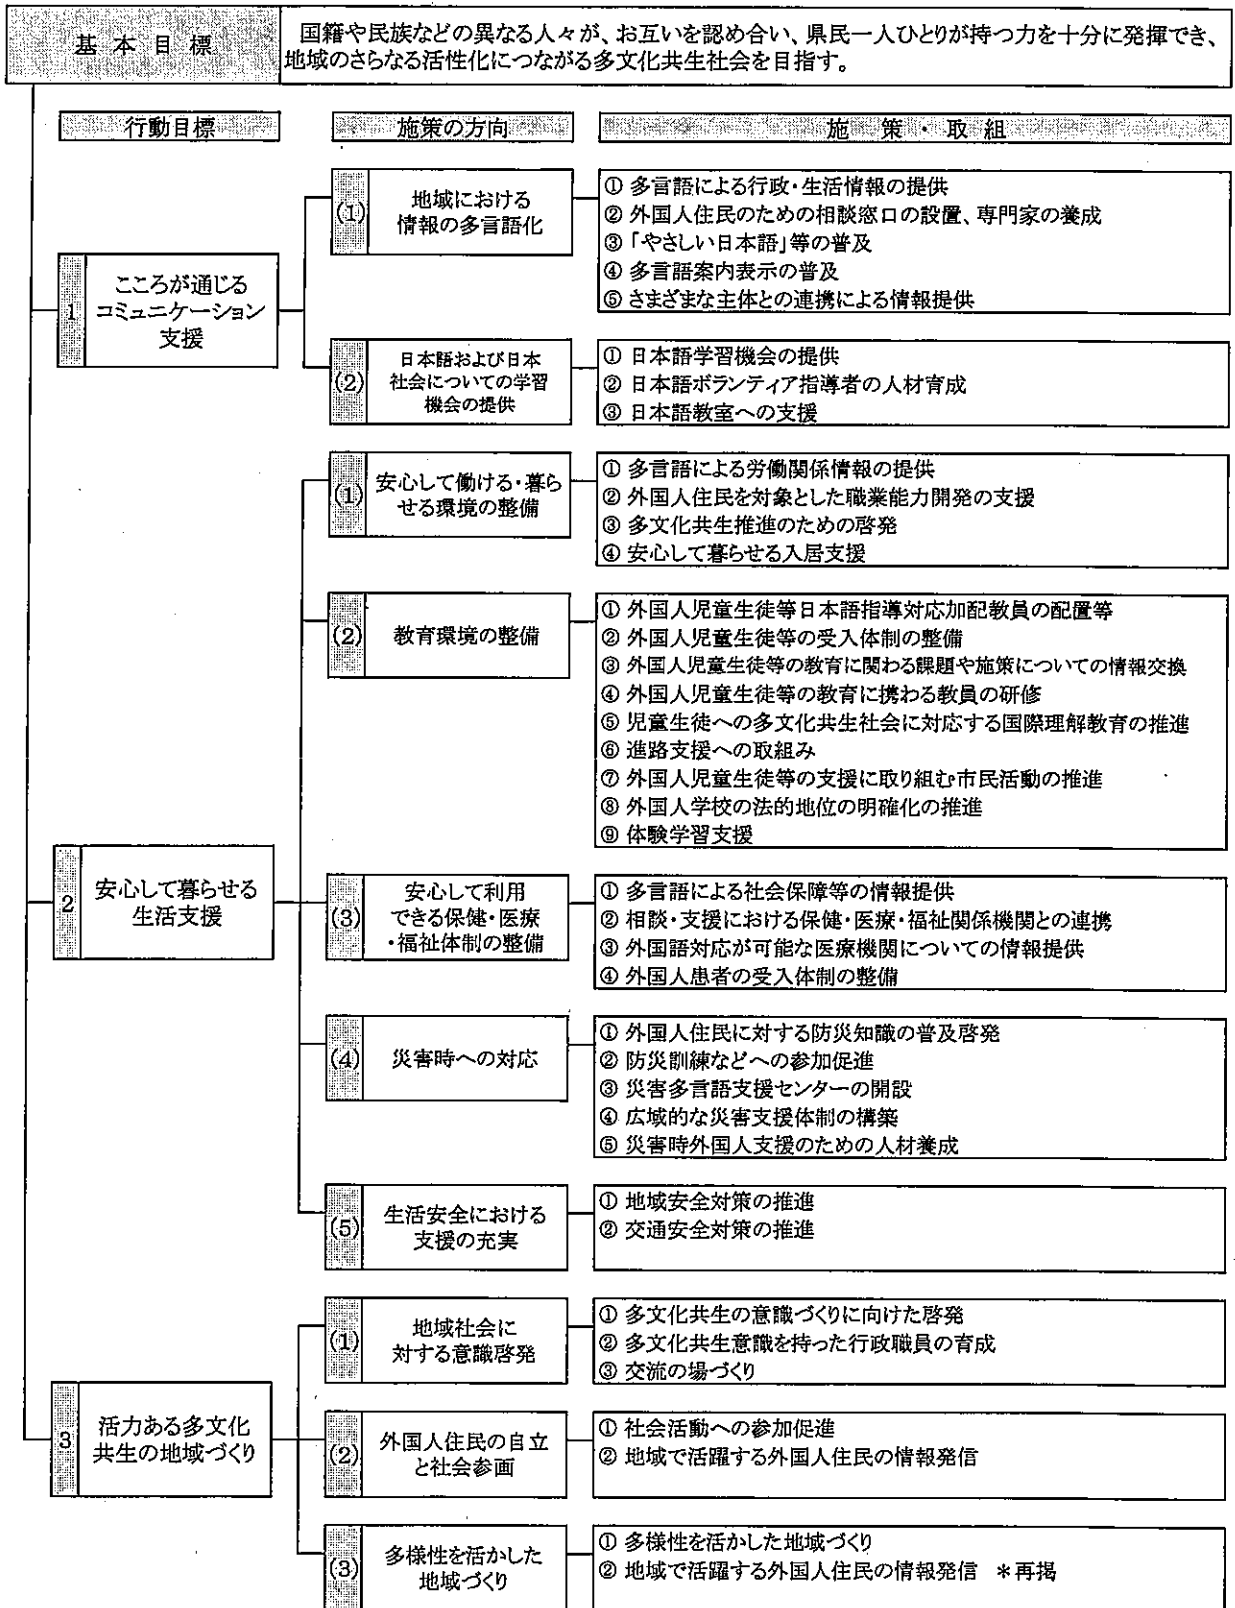 基本目標
国籍や民族などの異なる人々が、お互いを認め合い、県民一人ひとりが持つ力を十分に発揮でき、
地域のさらなる活性化につながる多文化共生社会を目指す。
行動目標
施策の方向
施策・取組
1
こころが通じる
コミュニケーション
支援
(1)
地域における
情報の多言語化
① 多言語による行政・生活情報の提供
② 外国人住民のための相談窓口の設置、専門家の養成
③ 「やさしい日本語」等の普及
④ 多言語案内表示の普及
⑤ さまざまな主体との連携による情報提供
(2)
日本語および日本
社会についての学習
機会の提供
① 日本語学習機会の提供
② 日本語ボランティア指導者の人材育成
③ 日本語教室への支援
2
安心して暮らせる
生活支援
(1)
安心して働ける・暮ら
せる環境の整備
① 多言語による労働関係情報の提供
② 外国人住民を対象とした職業能力開発の支援
③ 多文化共生推進のための啓発
④ 安心して暮らせる入居支援
(2)
教育環境の整備
① 外国人児童生徒等日本語指導対応加配教員の配置等
② 外国人児童生徒等の受入体制の整備
③ 外国人児童生徒等の教育に関わる課題や施策についての情報交換
④ 外国人児童生徒等の教育に携わる教員の研修
⑤ 児童生徒への多文化共生社会に対応する国際理解教育の推進
⑥ 進路支援への取組み
⑦ 外国人児童生徒等の支援に取り組む市民活動の推進
⑧ 外国人学校の法的地位の明確化の推進
⑨ 体験学習支援
(3)
安心して利用
できる保健・医療
・福祉体制の整備
① 多言語による社会保障等の情報提供
② 相談・支援における保健・医療・福祉関係機関との連携
③ 外国語対応が可能な医療機関についての情報提供
④ 外国人患者の受入体制の整備
(4)
災害時への対応
① 外国人住民に対する防災知識の普及啓発
② 防災訓練などへの参加促進
③ 災害多言語支援センターの開設
④ 広域的な災害支援体制の構築
⑤ 災害時外国人支援のための人材養成
(5)
生活安全における
支援の充実
① 地域安全対策の推進
② 交通安全対策の推進
3
活力ある多文化
共生の地域づくり
(1)
地域社会に
対する意識啓発
① 多文化共生の意識づくりに向けた啓発
② 多文化共生意識を持った行政職員の育成
③ 交流の場づくり
(2)
外国人住民の自立
と社会参画
① 社会活動への参加促進
② 地域で活躍する外国人住民の情報発信
(3)
多様性を活かした
地域づくり
① 多様性を活かした地域づくり
② 地域で活躍する外国人住民の情報発信 *再掲